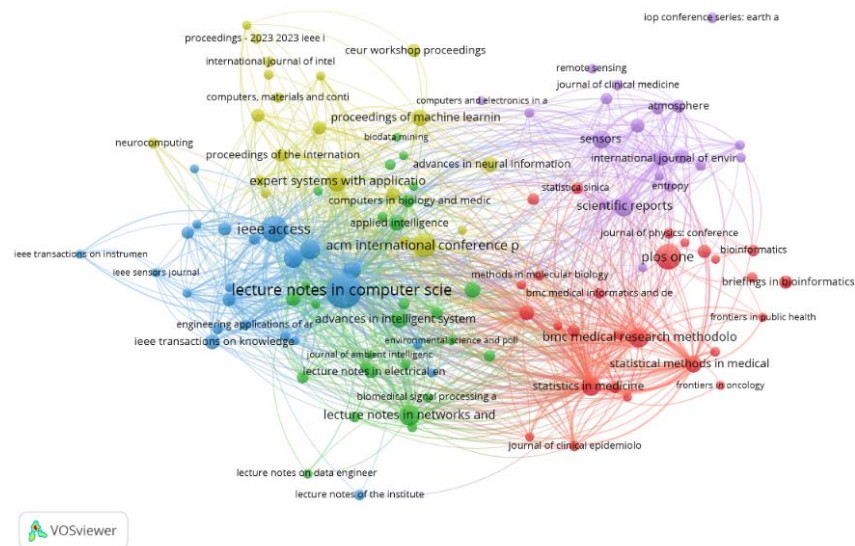 iop conference series: earth a
proceedings - 2023 2023 ieee i
ceur workshop proceedings
international journal of intel
remote sensing
journal of clinical medicine
computers, materials and conti
computers and electronics in a
atmosphere
proceedings of machine learnin
biodata mining
sensors
neurocomputing
proceedings of the internation
advances in neural information
international journal of envir
expert systems with applicatio
statistica sinica
entropy
computers in biology and medic
scientific reports
applied intelligence
ieee access
journal of physics: conference
acm international conference p
bioinformatics
ieee transactions on instrumen
plos one
ieee sensors journal
methods in molecular biology
briefings in bioinformatics
lecture notes in computer scie
bmc medical informatics and de
advances in intelligent system
frontiers in public health
engineering applications of ar
ieee transactions on knowledge
environmental science and poll
bmc medical research methodolo
journal of ambient intelligenc
statistical methods in medical
lecture notes in electrical en
statistics in medicine
frontiers in oncology
biomedical signal processing a
lecture notes in networks and
journal of clinical epidemiolo
lecture notes on data engineer
lecture notes of the institute
VOSviewer